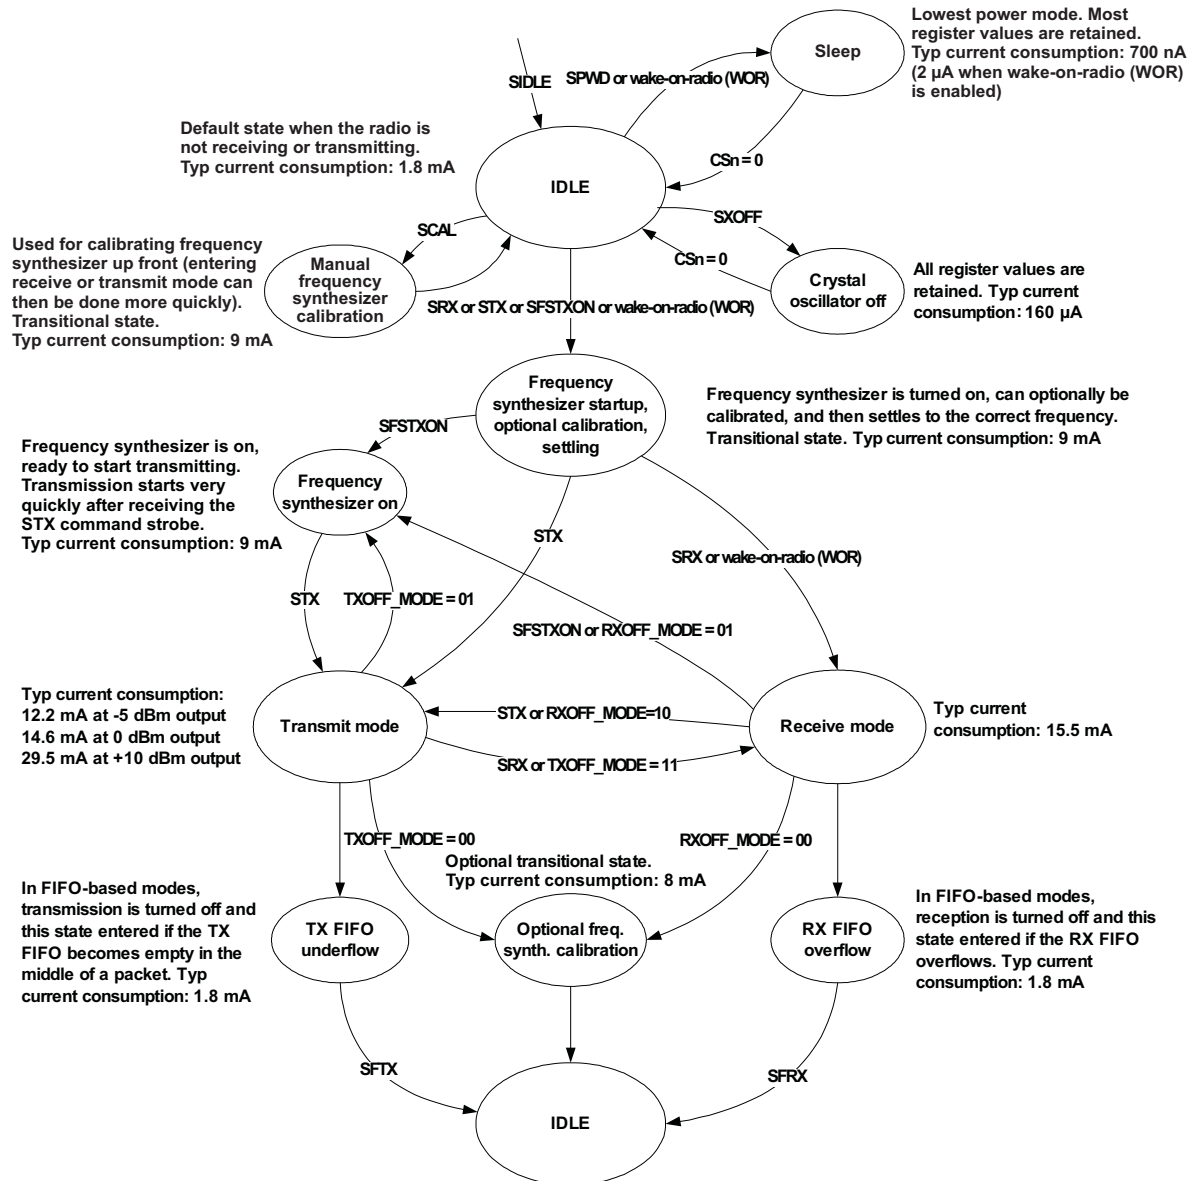 Lowest power mode. Most
register values are retained.
Typ current consumption: 700 nA
(2 µA when wake-on-radio (WOR)
is enabled)
Sleep
SIDLE
SPWD or wake-on-radio (WOR)
Default state when the radio is
not receiving or transmitting.
Typ current consumption: 1.8 mA
CSn = 0
IDLE
SCAL
SXOFF
CSn = 0
Used for calibrating frequency
synthesizer up front (entering
receive or transmit mode can
then be done more quickly).
Transitional state.
Typ current consumption: 9 mA
Manual
frequency
synthesizer
calibration
Crystal
oscillator off
All register values are
retained. Typ current
consumption: 160 µA
SRX or STX or SFSTXON or wake-on-radio (WOR)
Frequency
synthesizer startup,
optional calibration,
settling
Frequency synthesizer is turned on, can optionally be
calibrated, and then settles to the correct frequency.
Transitional state. Typ current consumption: 9 mA
SFSTXON
Frequency synthesizer is on,
ready to start transmitting.
Transmission starts very
quickly after receiving the
STX command strobe.
Typ current consumption: 9 mA
Frequency
synthesizer on
STX
SRX or wake-on-radio (WOR)
STX
TXOFF_MODE = 01
SFSTXON or RXOFF_MODE = 01
Typ current consumption:
12.2 mA at -5 dBm output
14.6 mA at 0 dBm output
29.5 mA at +10 dBm output
Transmit mode
STX or RXOFF_MODE=10
SRX or TXOFF_MODE = 11
Receive mode
Typ current
consumption: 15.5 mA
TXOFF_MODE = 00
RXOFF_MODE = 00
Optional transitional state.
Typ current consumption: 8 mA
In FIFO-based modes,
transmission is turned off and
this state entered if the TX
FIFO becomes empty in the
middle of a packet. Typ
current consumption: 1.8 mA
TX FIFO
underflow
Optional freq.
synth. calibration
RX FIFO
overflow
In FIFO-based modes,
reception is turned off and this
state entered if the RX FIFO
overflows. Typ current
consumption: 1.8 mA
SFTX
SFRX
IDLE